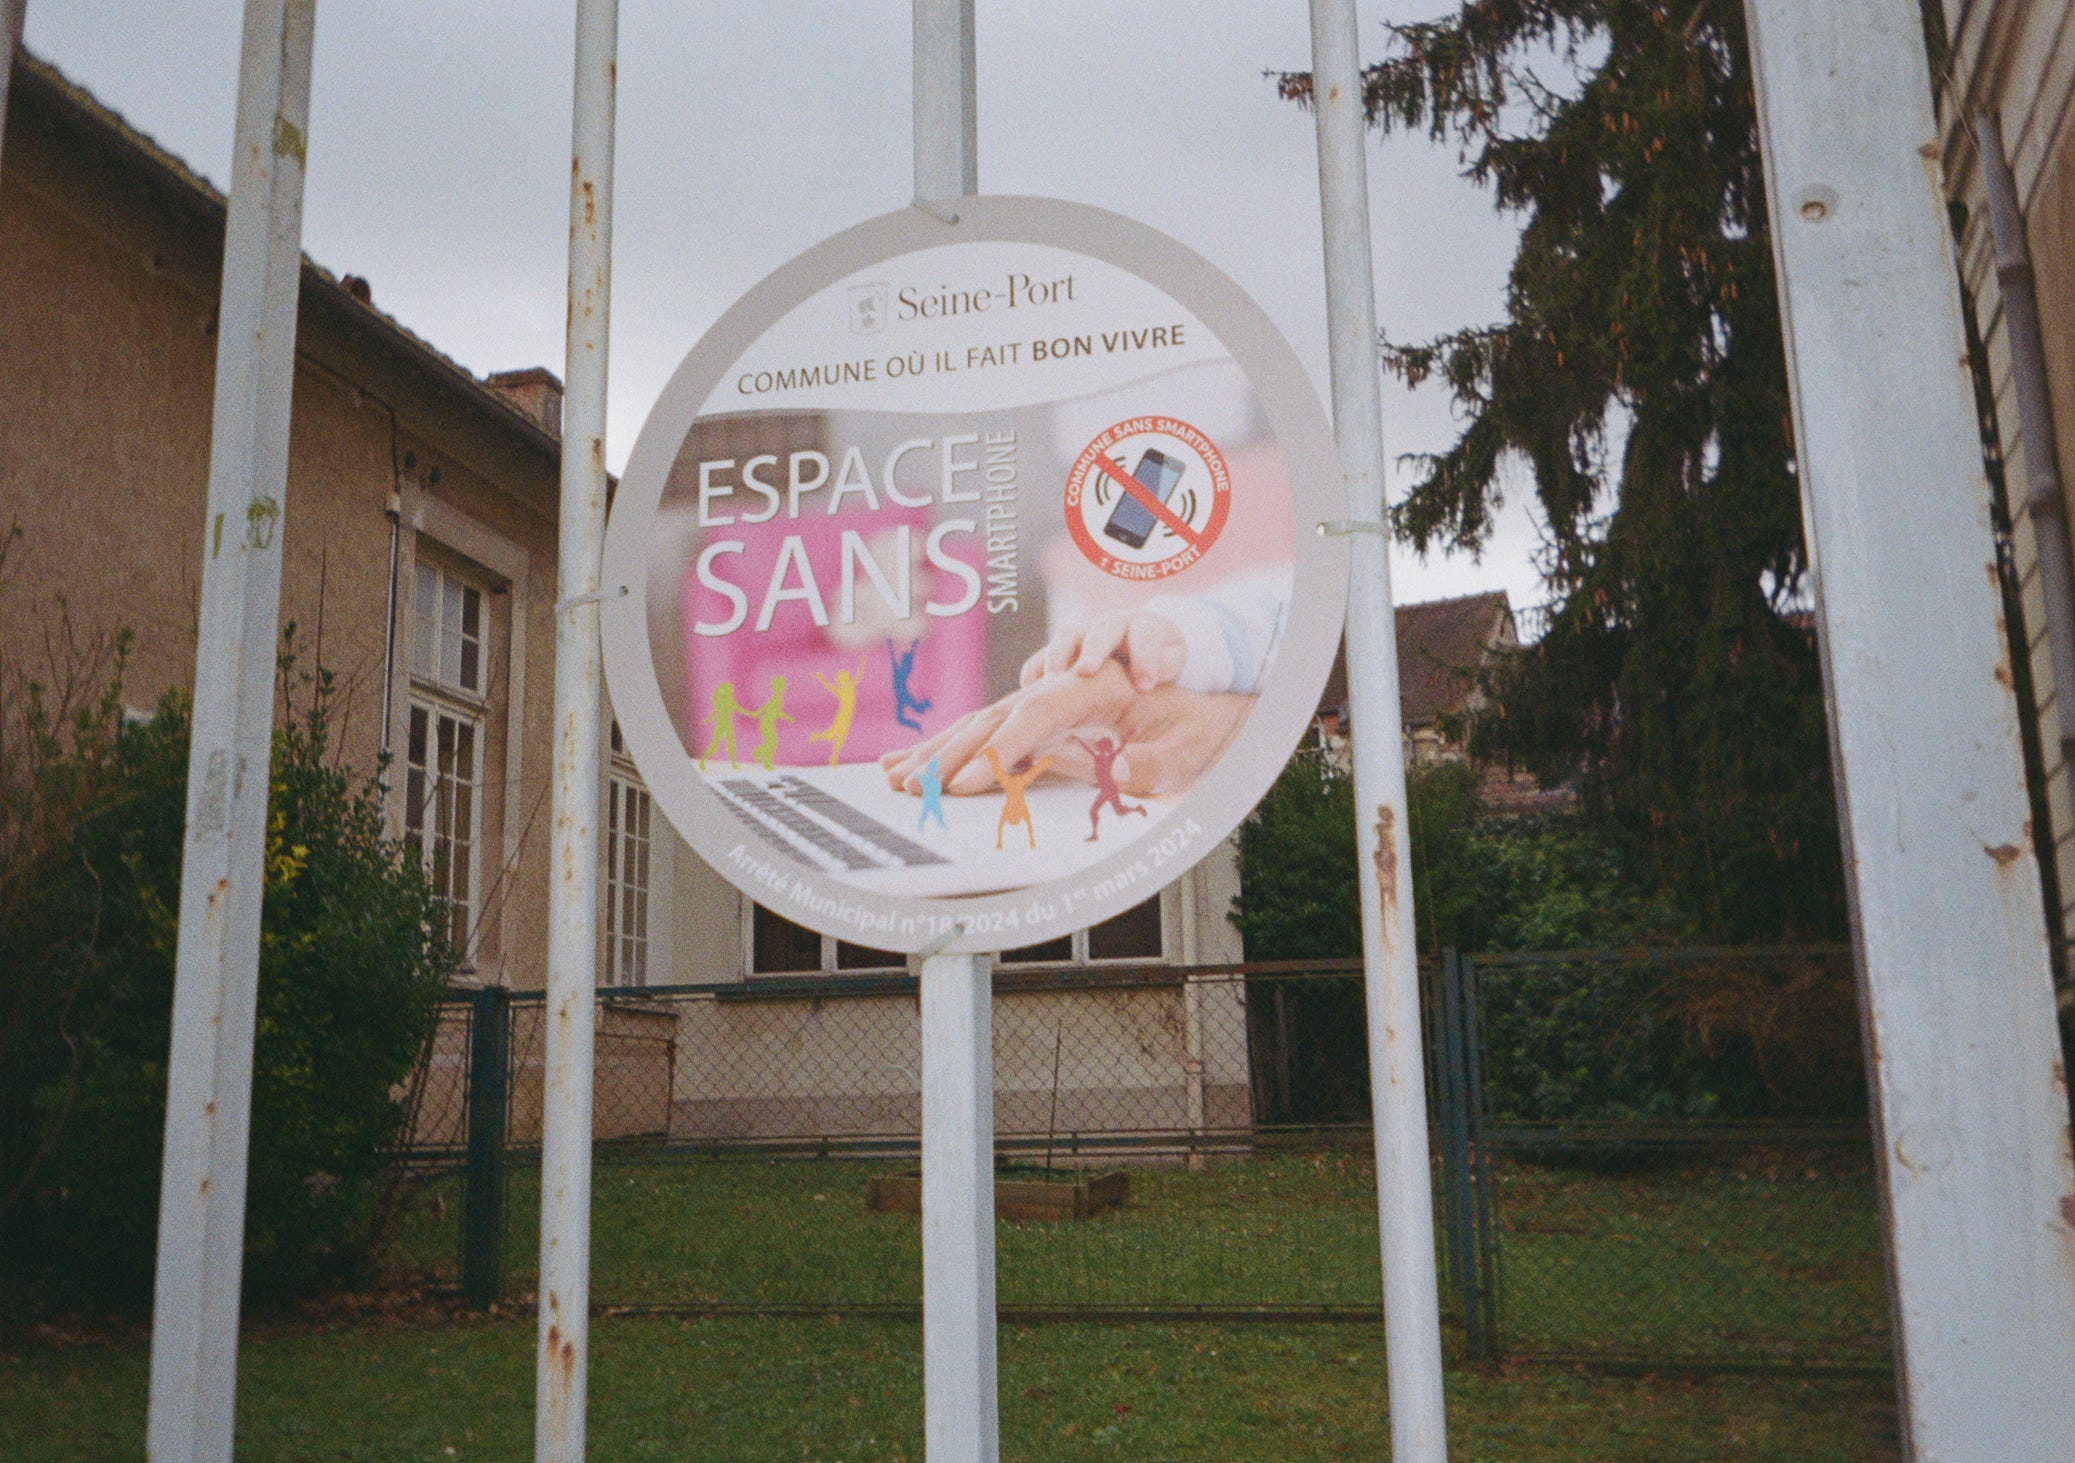 Seine-Port
COMMUNE OÙ IL FAIT BON VIVRE
ESPACE
SANS
SMARTPHONE
COMMUNE SANS SMARTPHONE
SEINE-PORT
Arrêté Municipal n°18/2024 du 1er mars 2024